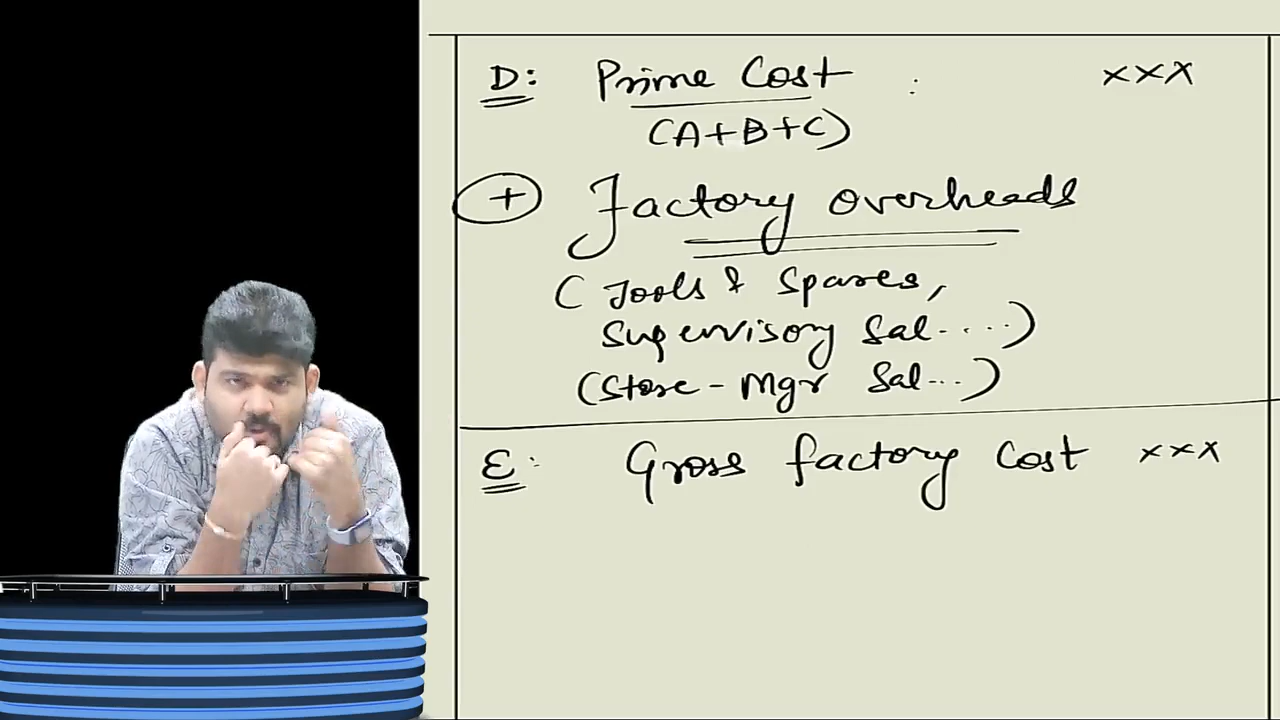 D: Prime Cost : xxx
(A+B+C)
+ Factory overheads
( Tools & Spares,
Supervisory Sal- ....)
(Store - Mgr Sal...)
E: Gross factory Cost xxx